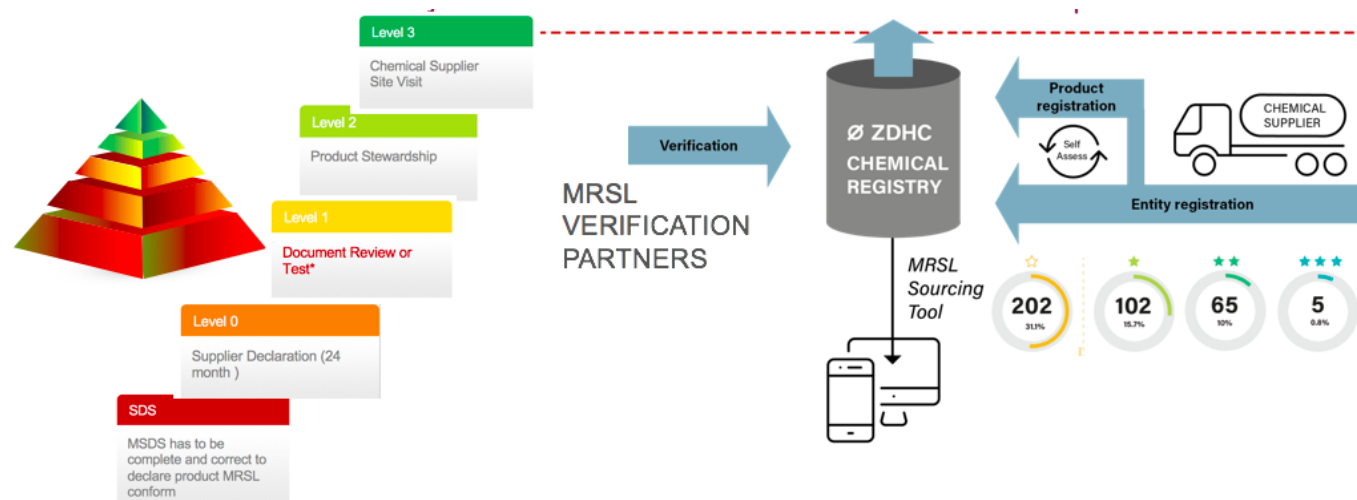 Level 3
Chemical Supplier
Site Visit
Level 2
Product Stewardship
Level 1
Document Review or
Test*
Level 0
Supplier Declaration (24
month )
SDS
MSDS has to be
complete and correct to
declare product MRSL
conform
Verification
MRSL
VERIFICATION
PARTNERS
Ø ZDHC
CHEMICAL
REGISTRY
MRSL
Sourcing
Tool
Product
registration
Self
Assess
CHEMICAL
SUPPLIER
Entity registration
202
31.1%
102
15.7%
65
10%
5
0.8%